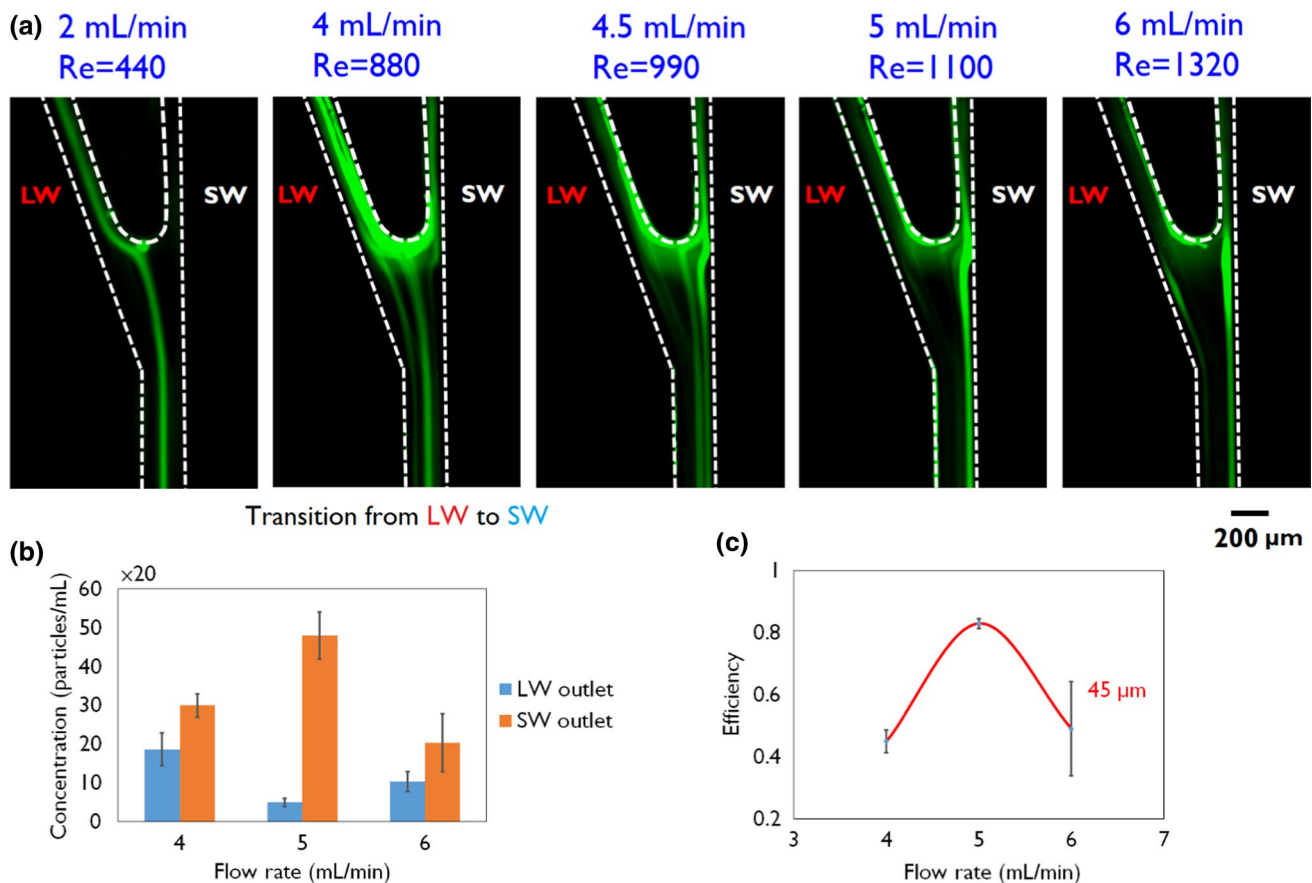 (a)
2 mL/min
Re=440
4 mL/min
Re=880
4.5 mL/min
Re=990
5 mL/min
Re=1100
6 mL/min
Re=1320
LW
SW
LW
SW
LW
SW
LW
SW
LW
SW
Transition from LW to SW
200 µm
(b)
×20
Concentration (particles/mL)
60
50
40
30
20
10
0
4
5
6
Flow rate (mL/min)
LW outlet
SW outlet
(c)
Efficiency
1
0.8
0.6
0.4
0.2
3
4
5
6
7
Flow rate (mL/min)
45 µm